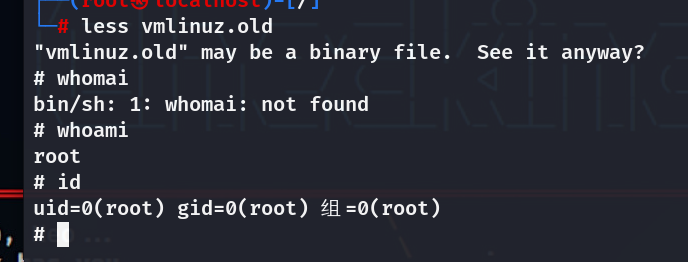 (root㉿localhost)-[/]
# less vmlinuz.old
"vmlinuz.old" may be a binary file.  See it anyway?
# whomai
bin/sh: 1: whomai: not found
# whoami
root
# id
uid=0(root) gid=0(root) 组=0(root)
#